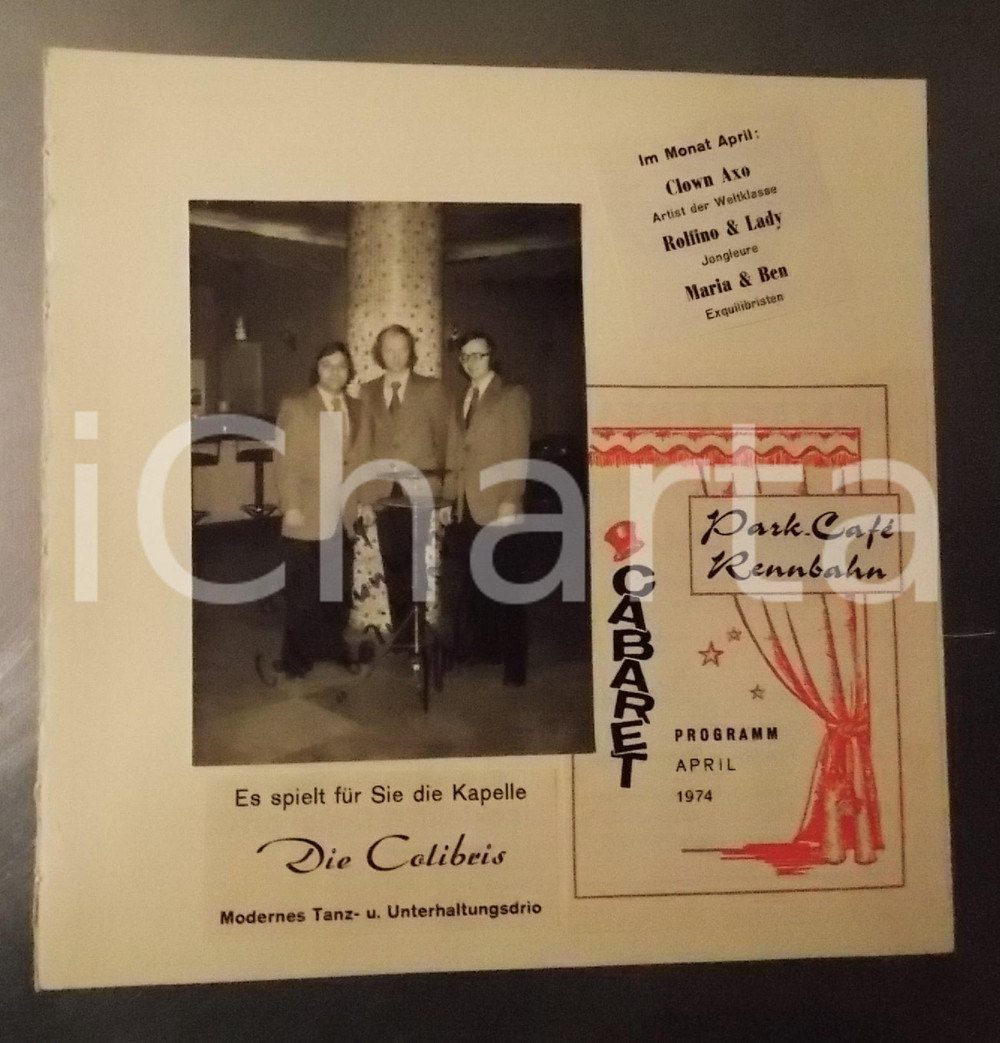 Im Monat April:
Clown Axo
Artist der Weltklasse
Rolfino & Lady
Jongleure
Maria & Ben
Exquilibristen
Park-Café
Rennbahn
CABARET
PROGRAMM
APRIL
1974
Es spielt für Sie die Kapelle
Die Colibris
Modernes Tanz- u. Unterhaltungsdrio
iCharta